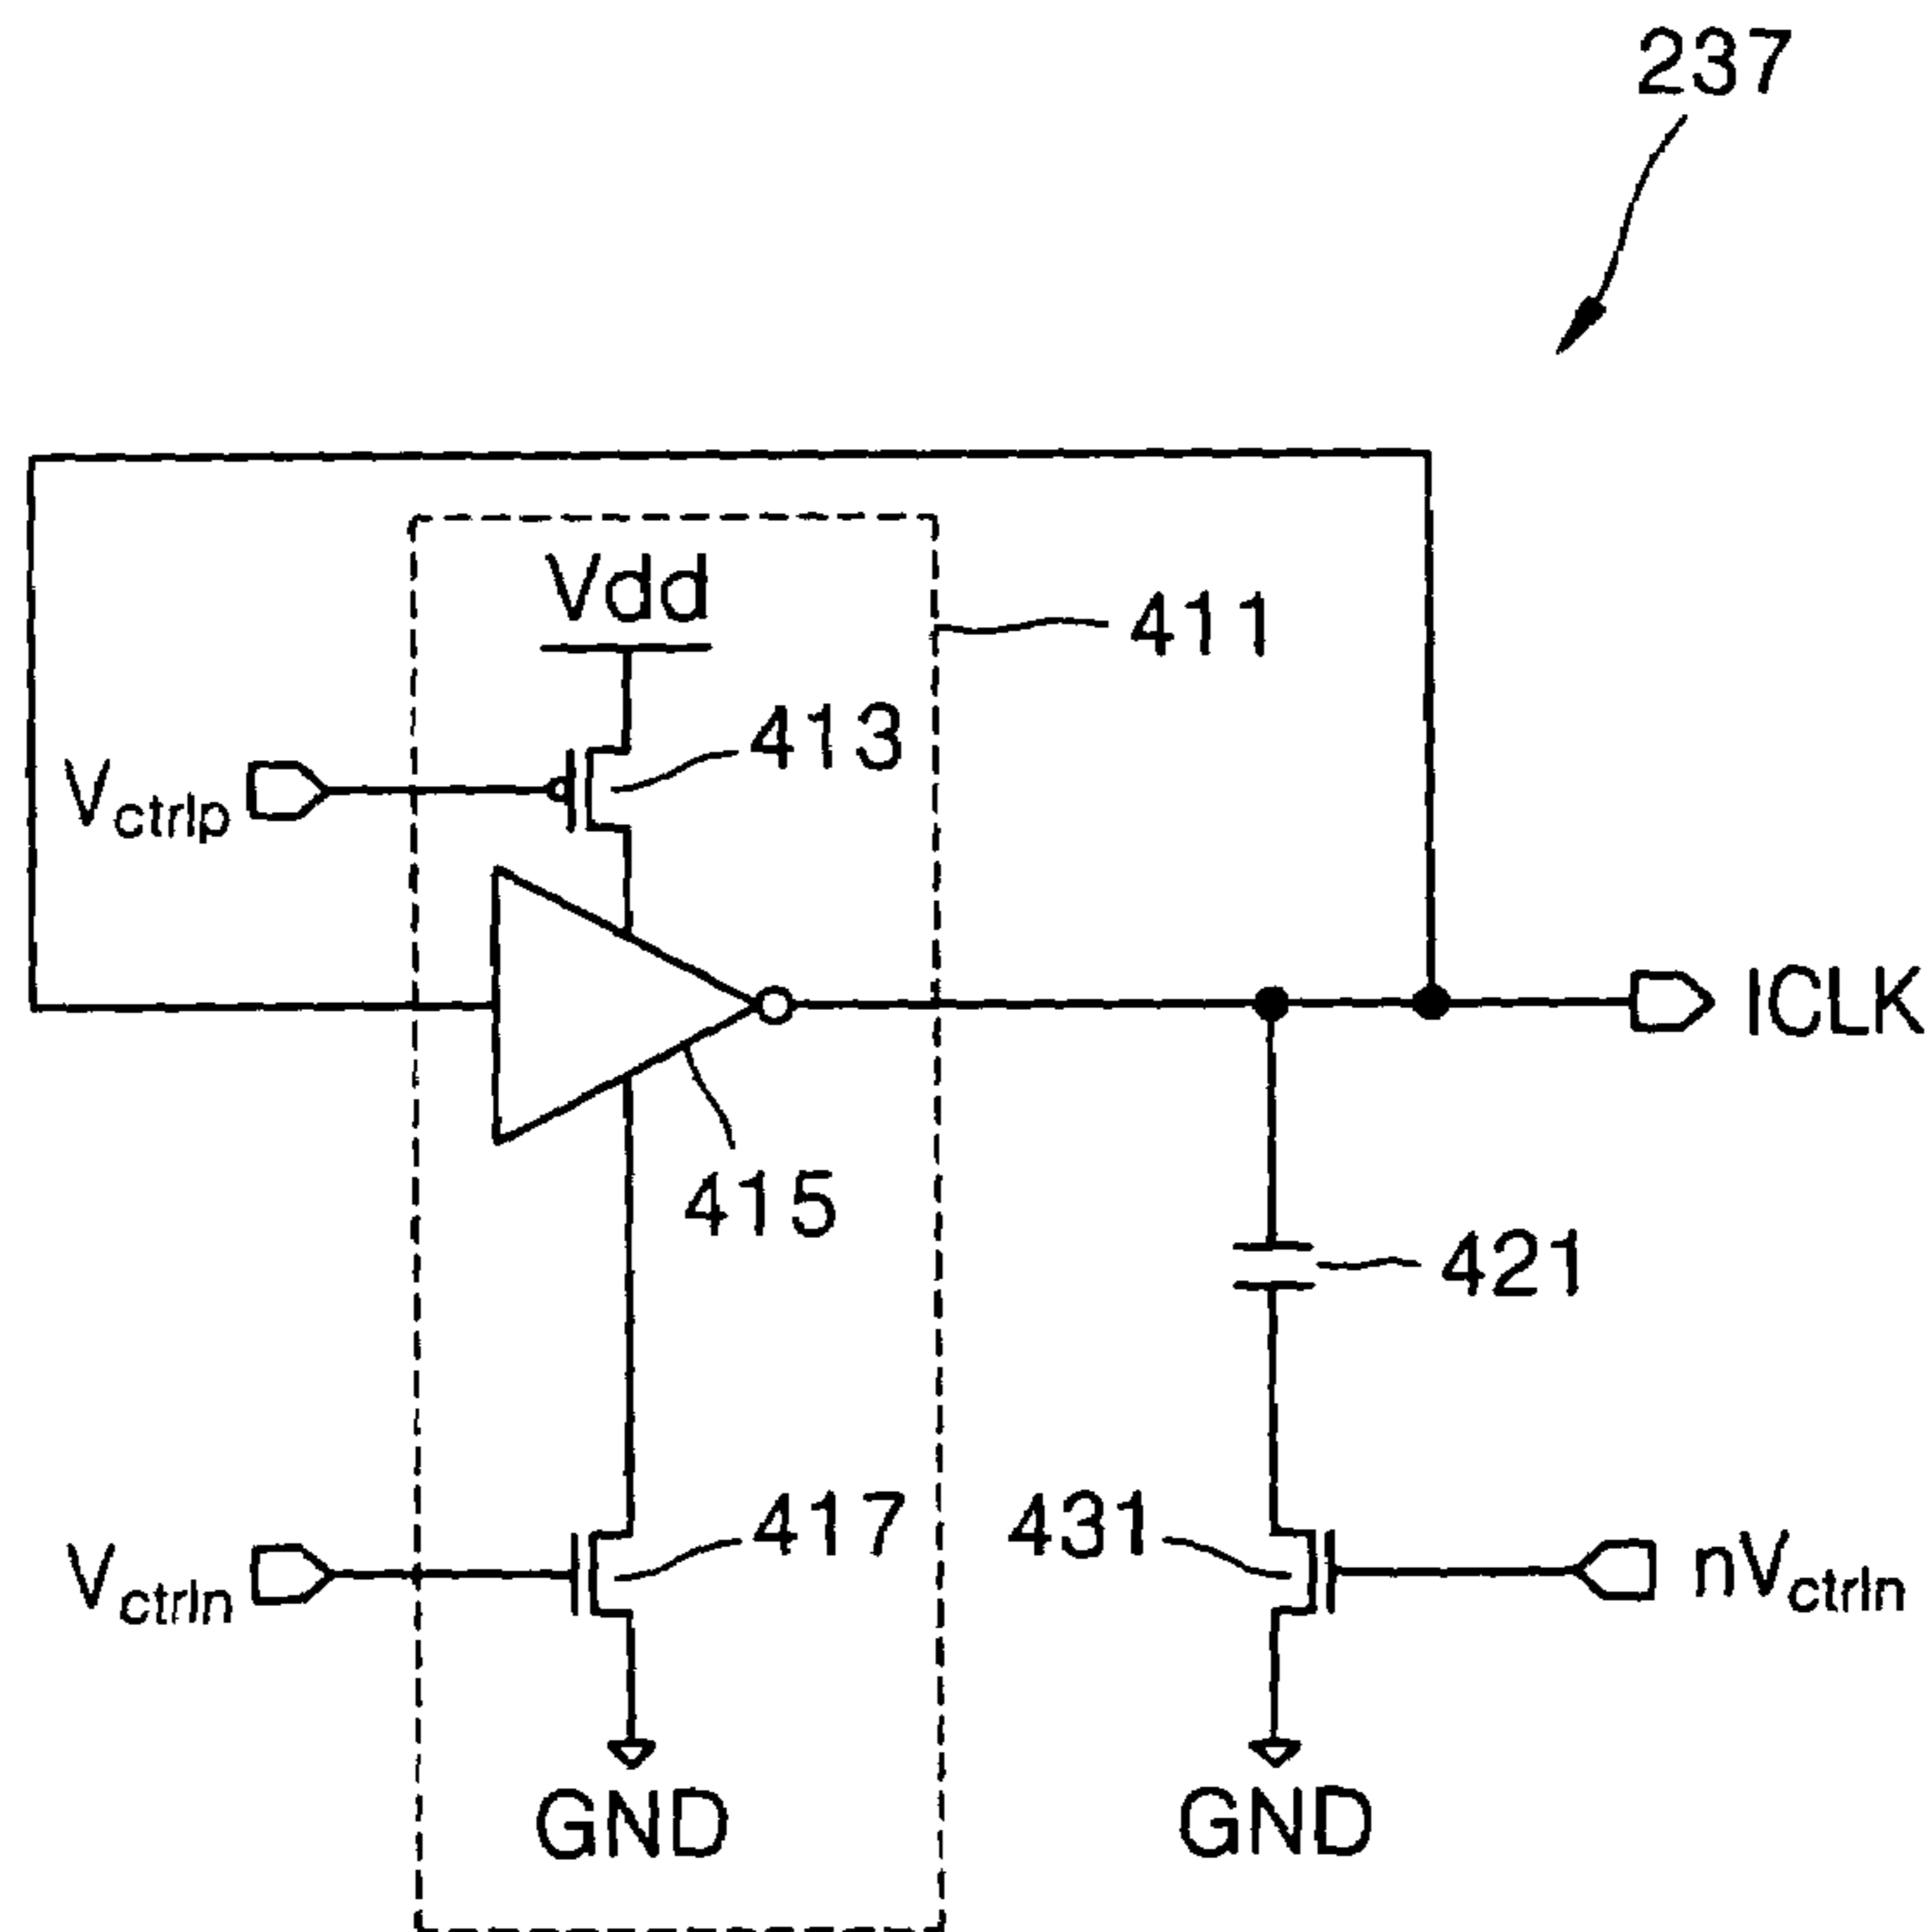 237
Vdd
411
413
Vctrlp
ICLK
415
421
417
431
Vctrln
nVctrln
GND
GND